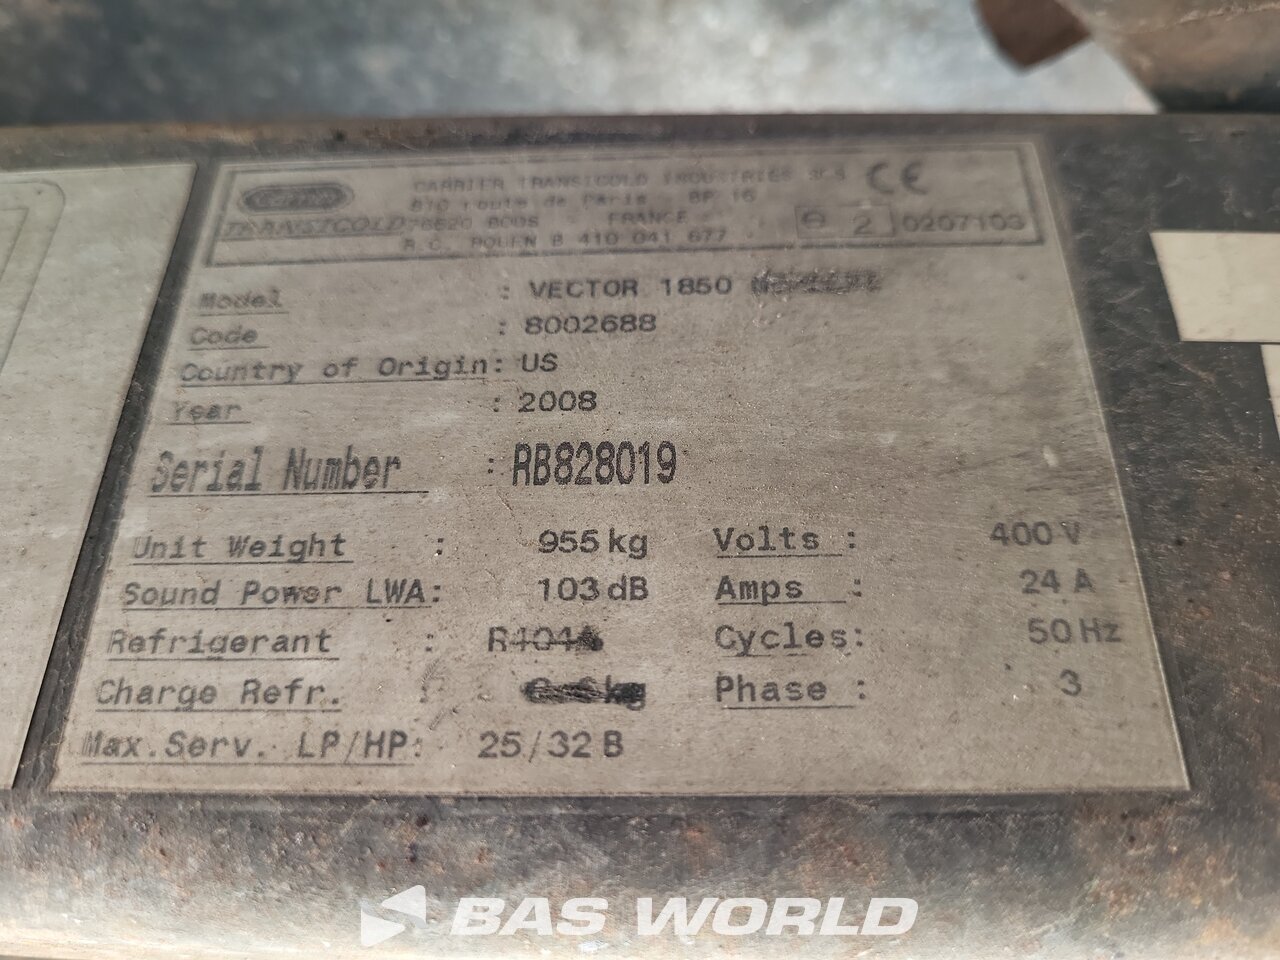 Carrier
TRANSICOLD
CARRIER TRANSICOLD INDUSTRIES
810 route de Paris BP 16
76520 BOOS FRANCE
R.C. ROUEN B 410 041 677
CE
e 2 0207103
Model : VECTOR 1850
Code : 8002688
Country of Origin: US
Year : 2008
Serial Number : RB828019
Unit Weight : 955kg Volts : 400 V
Sound Power LWA: 103 dB Amps : 24 A
Refrigerant : R404A Cycles: 50 Hz
Charge Refr. : kg Phase : 3
Max.Serv. LP/HP: 25/32 B
BAS WORLD